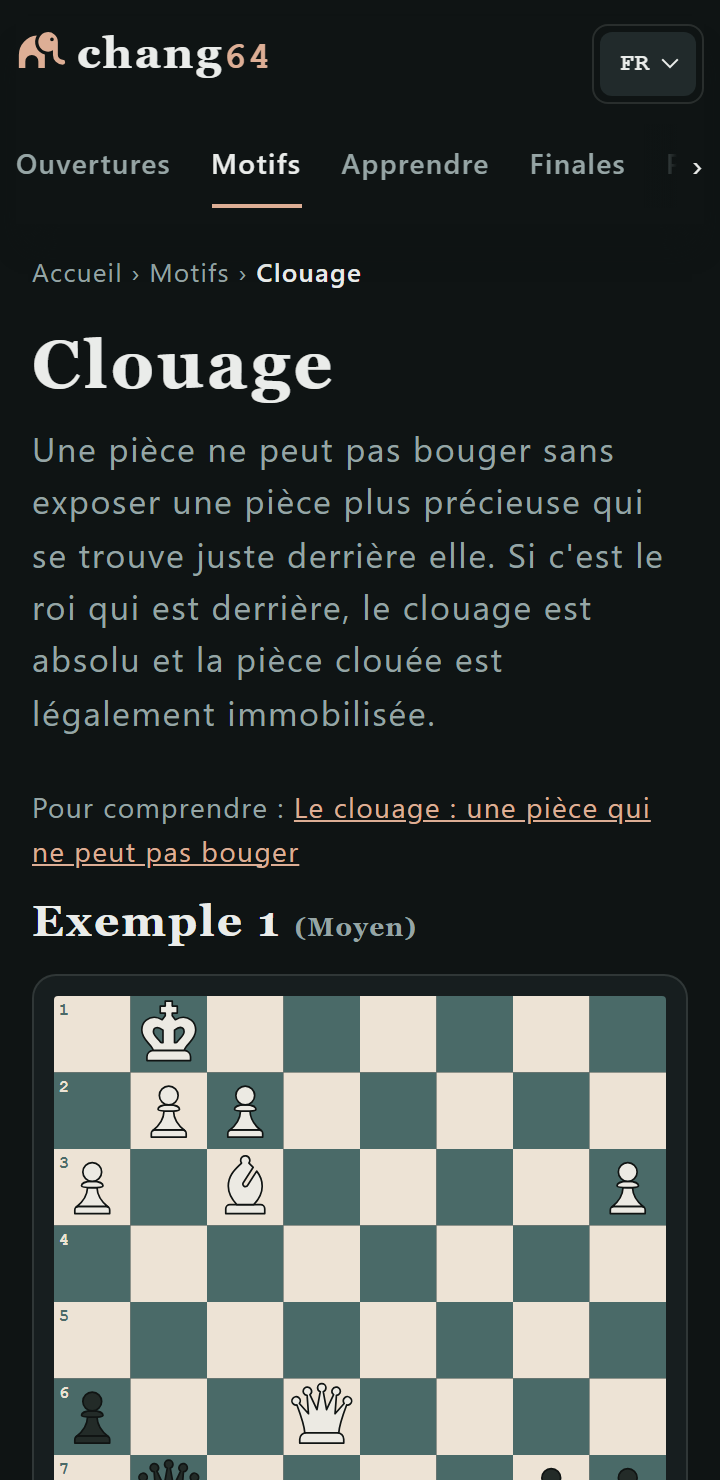 chang64
FR
Ouvertures Motifs Apprendre Finales
Accueil › Motifs › Clouage
Clouage
Une pièce ne peut pas bouger sans
exposer une pièce plus précieuse qui
se trouve juste derrière elle. Si c'est le
roi qui est derrière, le clouage est
absolu et la pièce clouée est
légalement immobilisée.
Pour comprendre : Le clouage : une pièce qui
ne peut pas bouger
Exemple 1 (Moyen)
1
2
3
4
5
6
7